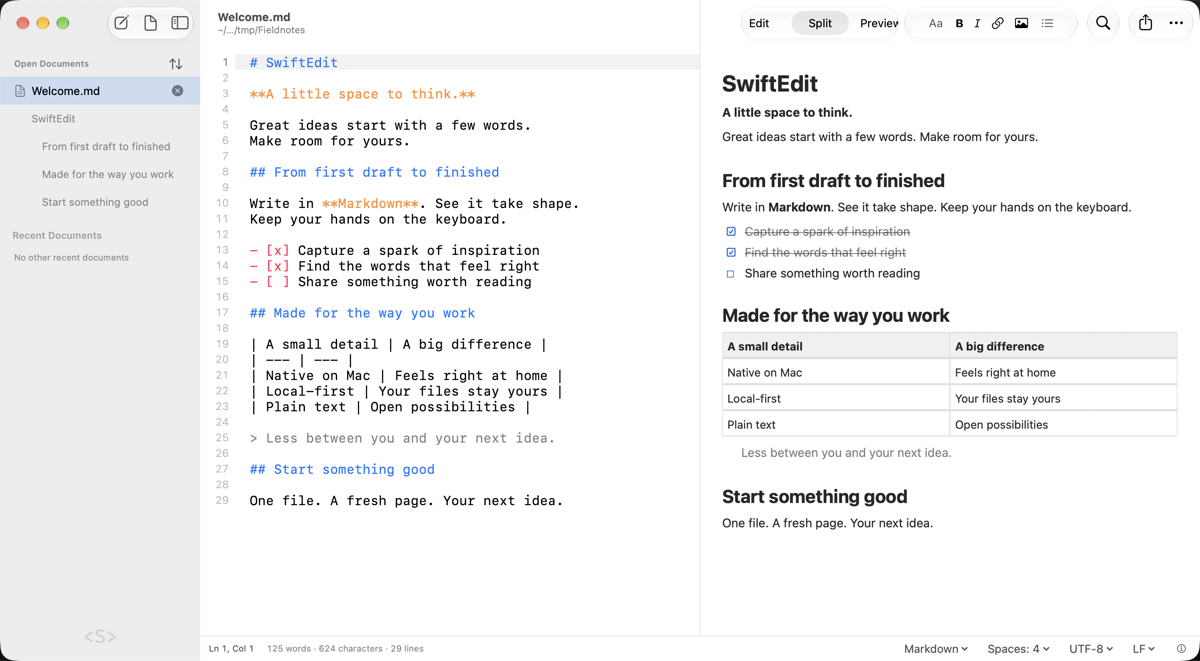 Welcome.md
~/.../tmp/Fieldnotes
Edit
Split
Preview
Aa
B
I
Open Documents
Welcome.md
SwiftEdit
From first draft to finished
Made for the way you work
Start something good
Recent Documents
No other recent documents
<S>
1 # SwiftEdit
2
3 **A little space to think.**
4
5 Great ideas start with a few words.
6 Make room for yours.
7
8 ## From first draft to finished
9
10 Write in **Markdown**. See it take shape.
11 Keep your hands on the keyboard.
12
13 - [x] Capture a spark of inspiration
14 - [x] Find the words that feel right
15 - [ ] Share something worth reading
16
17 ## Made for the way you work
18
19 | A small detail | A big difference |
20 | --- | --- |
21 | Native on Mac | Feels right at home |
22 | Local-first | Your files stay yours |
23 | Plain text | Open possibilities |
24
25 > Less between you and your next idea.
26
27 ## Start something good
28
29 One file. A fresh page. Your next idea.
SwiftEdit
A little space to think.
Great ideas start with a few words. Make room for yours.
From first draft to finished
Write in Markdown. See it take shape. Keep your hands on the keyboard.
Capture a spark of inspiration
Find the words that feel right
Share something worth reading
Made for the way you work
A small detail A big difference
Native on Mac Feels right at home
Local-first Your files stay yours
Plain text Open possibilities
Less between you and your next idea.
Start something good
One file. A fresh page. Your next idea.
Ln 1, Col 1 125 words · 624 characters · 29 lines
Markdown Spaces: 4 UTF-8 LF